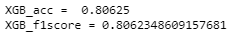 XGB_acc =  0.80625
XGB_f1score = 0.8062348609157681